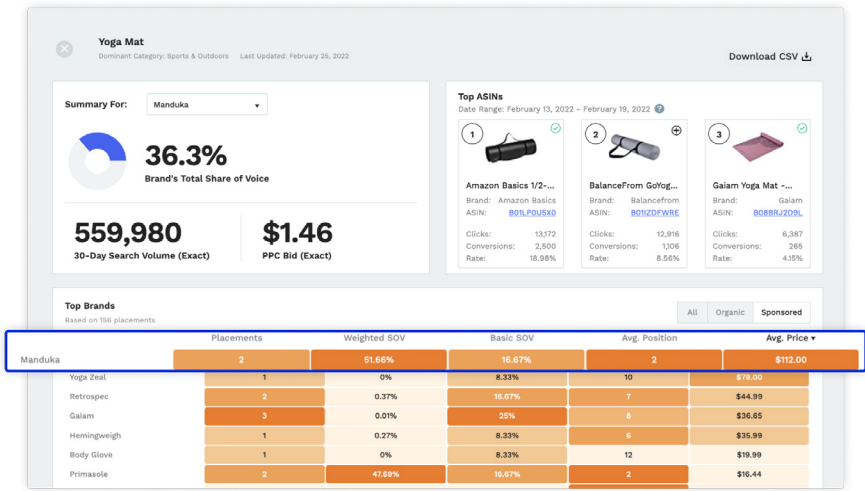 Yoga Mat
Dominant Category: Sports & Outdoors Last Updated: February 25, 2022
Download CSV
Summary For: Manduka
36.3%
Brand's Total Share of Voice
559,980
30-Day Search Volume (Exact)
$1.46
PPC Bid (Exact)
Top ASINs
Date Range: February 13, 2022 - February 19, 2022 ?
1
Amazon Basics 1/2-...
Brand: Amazon Basics
ASIN: B01LP0U5X0
Clicks: 13,172
Conversions: 2,500
Rate: 18.98%
2
BalanceFrom GoYog...
Brand: Balancefrom
ASIN: B01IZDFWRE
Clicks: 12,916
Conversions: 1,106
Rate: 8.56%
3
Gaiam Yoga Mat -...
Brand: Gaiam
ASIN: B08BRJ2D9L
Clicks: 6,387
Conversions: 265
Rate: 4.15%
Top Brands
Based on 156 placements
All Organic Sponsored
Placements Weighted SOV Basic SOV Avg. Position Avg. Price
Manduka 2 51.66% 16.67% 2 $112.00
Yoga Zeal 1 0% 8.33% 10 $79.00
Retrospec 2 0.37% 16.67% 7 $44.99
Gaiam 3 0.01% 25% 8 $36.65
Hemingweigh 1 0.27% 8.33% 6 $35.99
Body Glove 1 0% 8.33% 12 $19.99
Primasole 2 47.69% 16.67% 2 $16.44